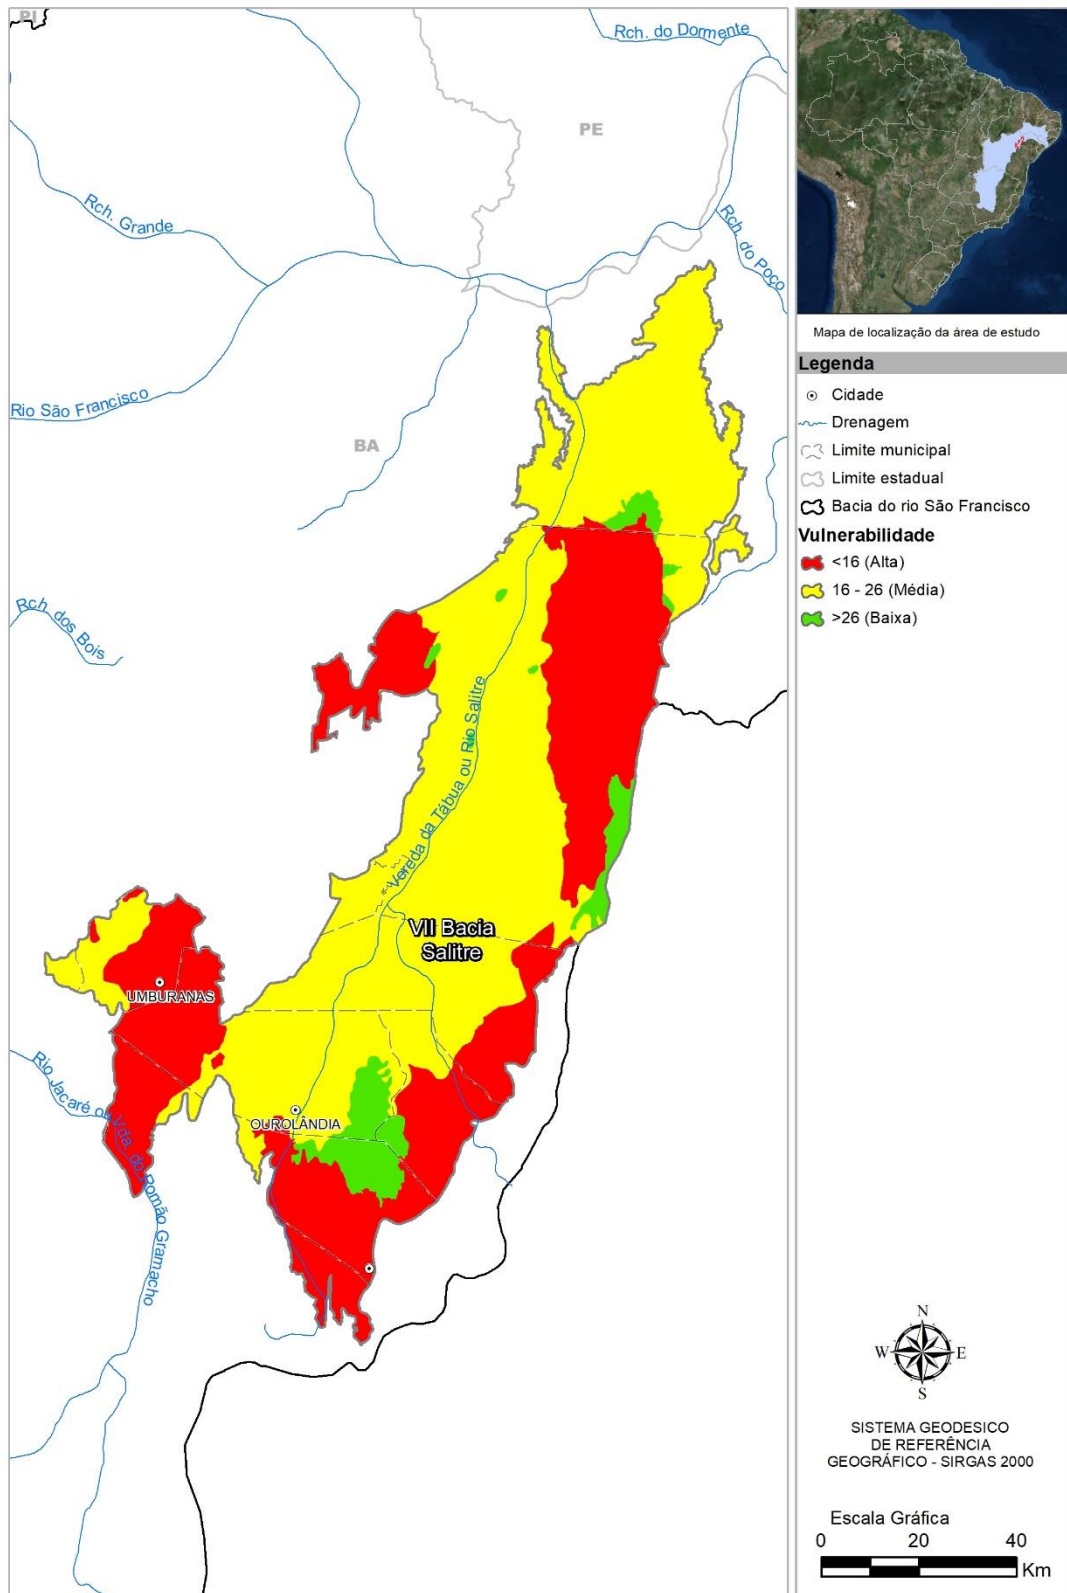 PI
Rch. do Dormente
PE
Rch. Grande
Rch. do Poço
Rio São Francisco
BA
Rch. dos Bois
Vereda da Tábua ou Rio Salitre
VII Bacia
Salitre
UMBURANAS
Rio Jacaré ou Vda. do Romão Gramacho
OUROLÂNDIA
Mapa de localização da área de estudo
Legenda
Cidade
Drenagem
Limite municipal
Limite estadual
Bacia do rio São Francisco
Vulnerabilidade
<16 (Alta)
16 - 26 (Média)
>26 (Baixa)
N
W
E
S
SISTEMA GEODESICO
DE REFERÊNCIA
GEOGRÁFICO - SIRGAS 2000
Escala Gráfica
0 20 40
Km